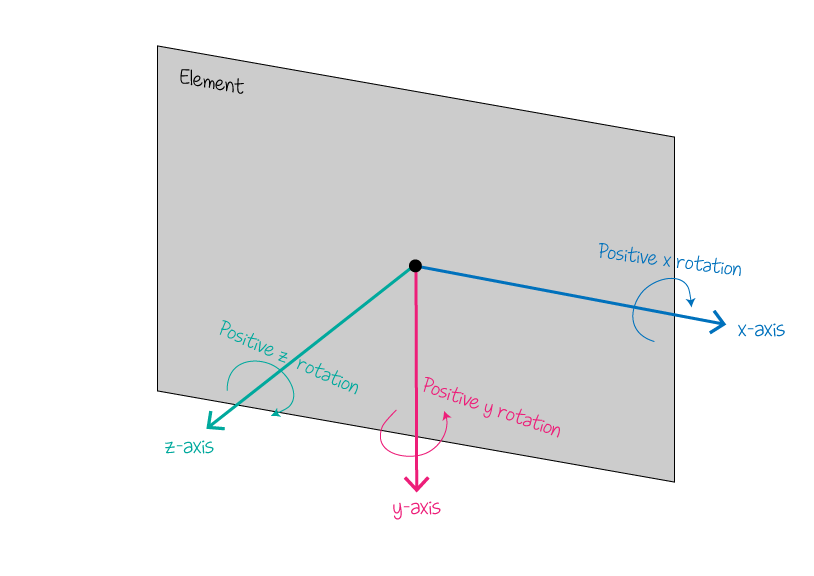 Element
Positive x rotation
x-axis
Positive z rotation
Positive y rotation
z-axis
y-axis